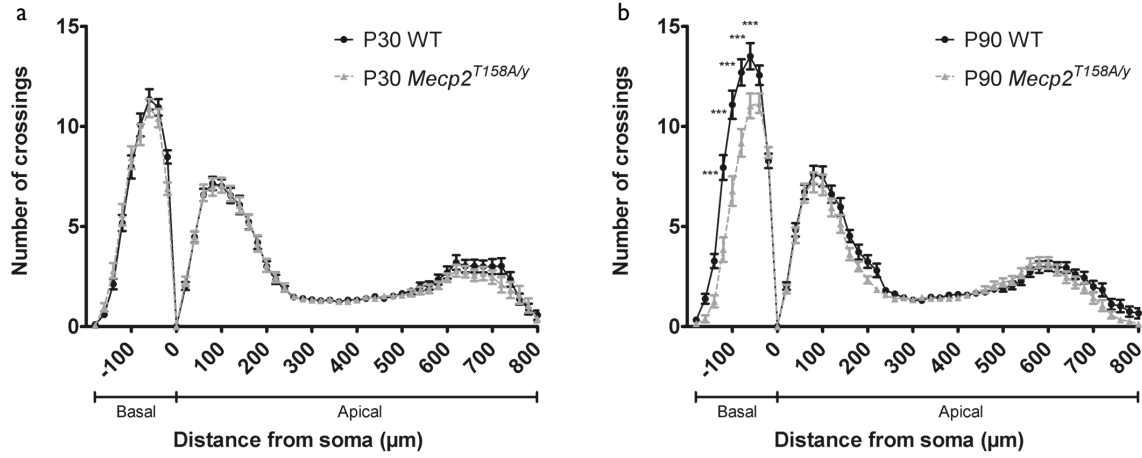 a
15
10
5
0
Number of crossings
P30 WT
P30 Mecp2T158A/y
-100
0
100
200
300
400
500
600
700
800
Basal
Apical
Distance from soma (µm)
b
15
10
5
0
Number of crossings
P90 WT
P90 Mecp2T158A/y
***
***
***
***
***
-100
0
100
200
300
400
500
600
700
800
Basal
Apical
Distance from soma (µm)